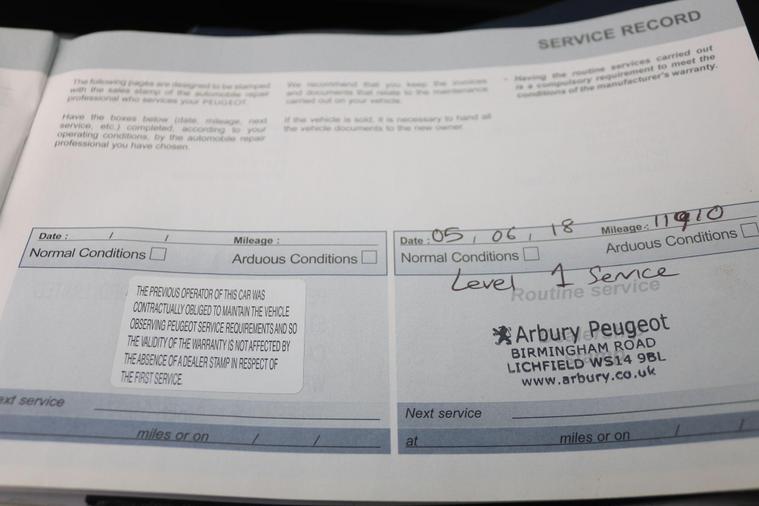 SERVICE RECORD
The following pages are designed to be stamped
with the sales stamp of the automobile repair
professional who services your PEUGEOT.
Have the boxes below (date, mileage, next
service, etc.) completed, according to your
operating conditions, by the automobile repair
professional you have chosen.
We recommend that you keep the invoices
and documents that relate to the maintenance
carried out on your vehicle.
If the vehicle is sold, it is necessary to hand all
the vehicle documents to the new owner.
- Having the routine services carried out
is a compulsory requirement to meet the
conditions of the manufacturer's warranty.
Date : / / Mileage :
Normal Conditions Arduous Conditions
THE PREVIOUS OPERATOR OF THIS CAR WAS
CONTRACTUALLY OBLIGED TO MAINTAIN THE VEHICLE
OBSERVING PEUGEOT SERVICE REQUIREMENTS AND SO
THE VALIDITY OF THE WARRANTY IS NOT AFFECTED BY
THE ABSENCE OF A DEALER STAMP IN RESPECT OF
THE FIRST SERVICE.
ext service
miles or on / /
Date : 05 / 06 / 18 Mileage : 11910
Normal Conditions Arduous Conditions
Level 1 Service
Routine service
Arbury Peugeot
BIRMINGHAM ROAD
LICHFIELD WS14 9BL
www.arbury.co.uk
Next service
at miles or on / /